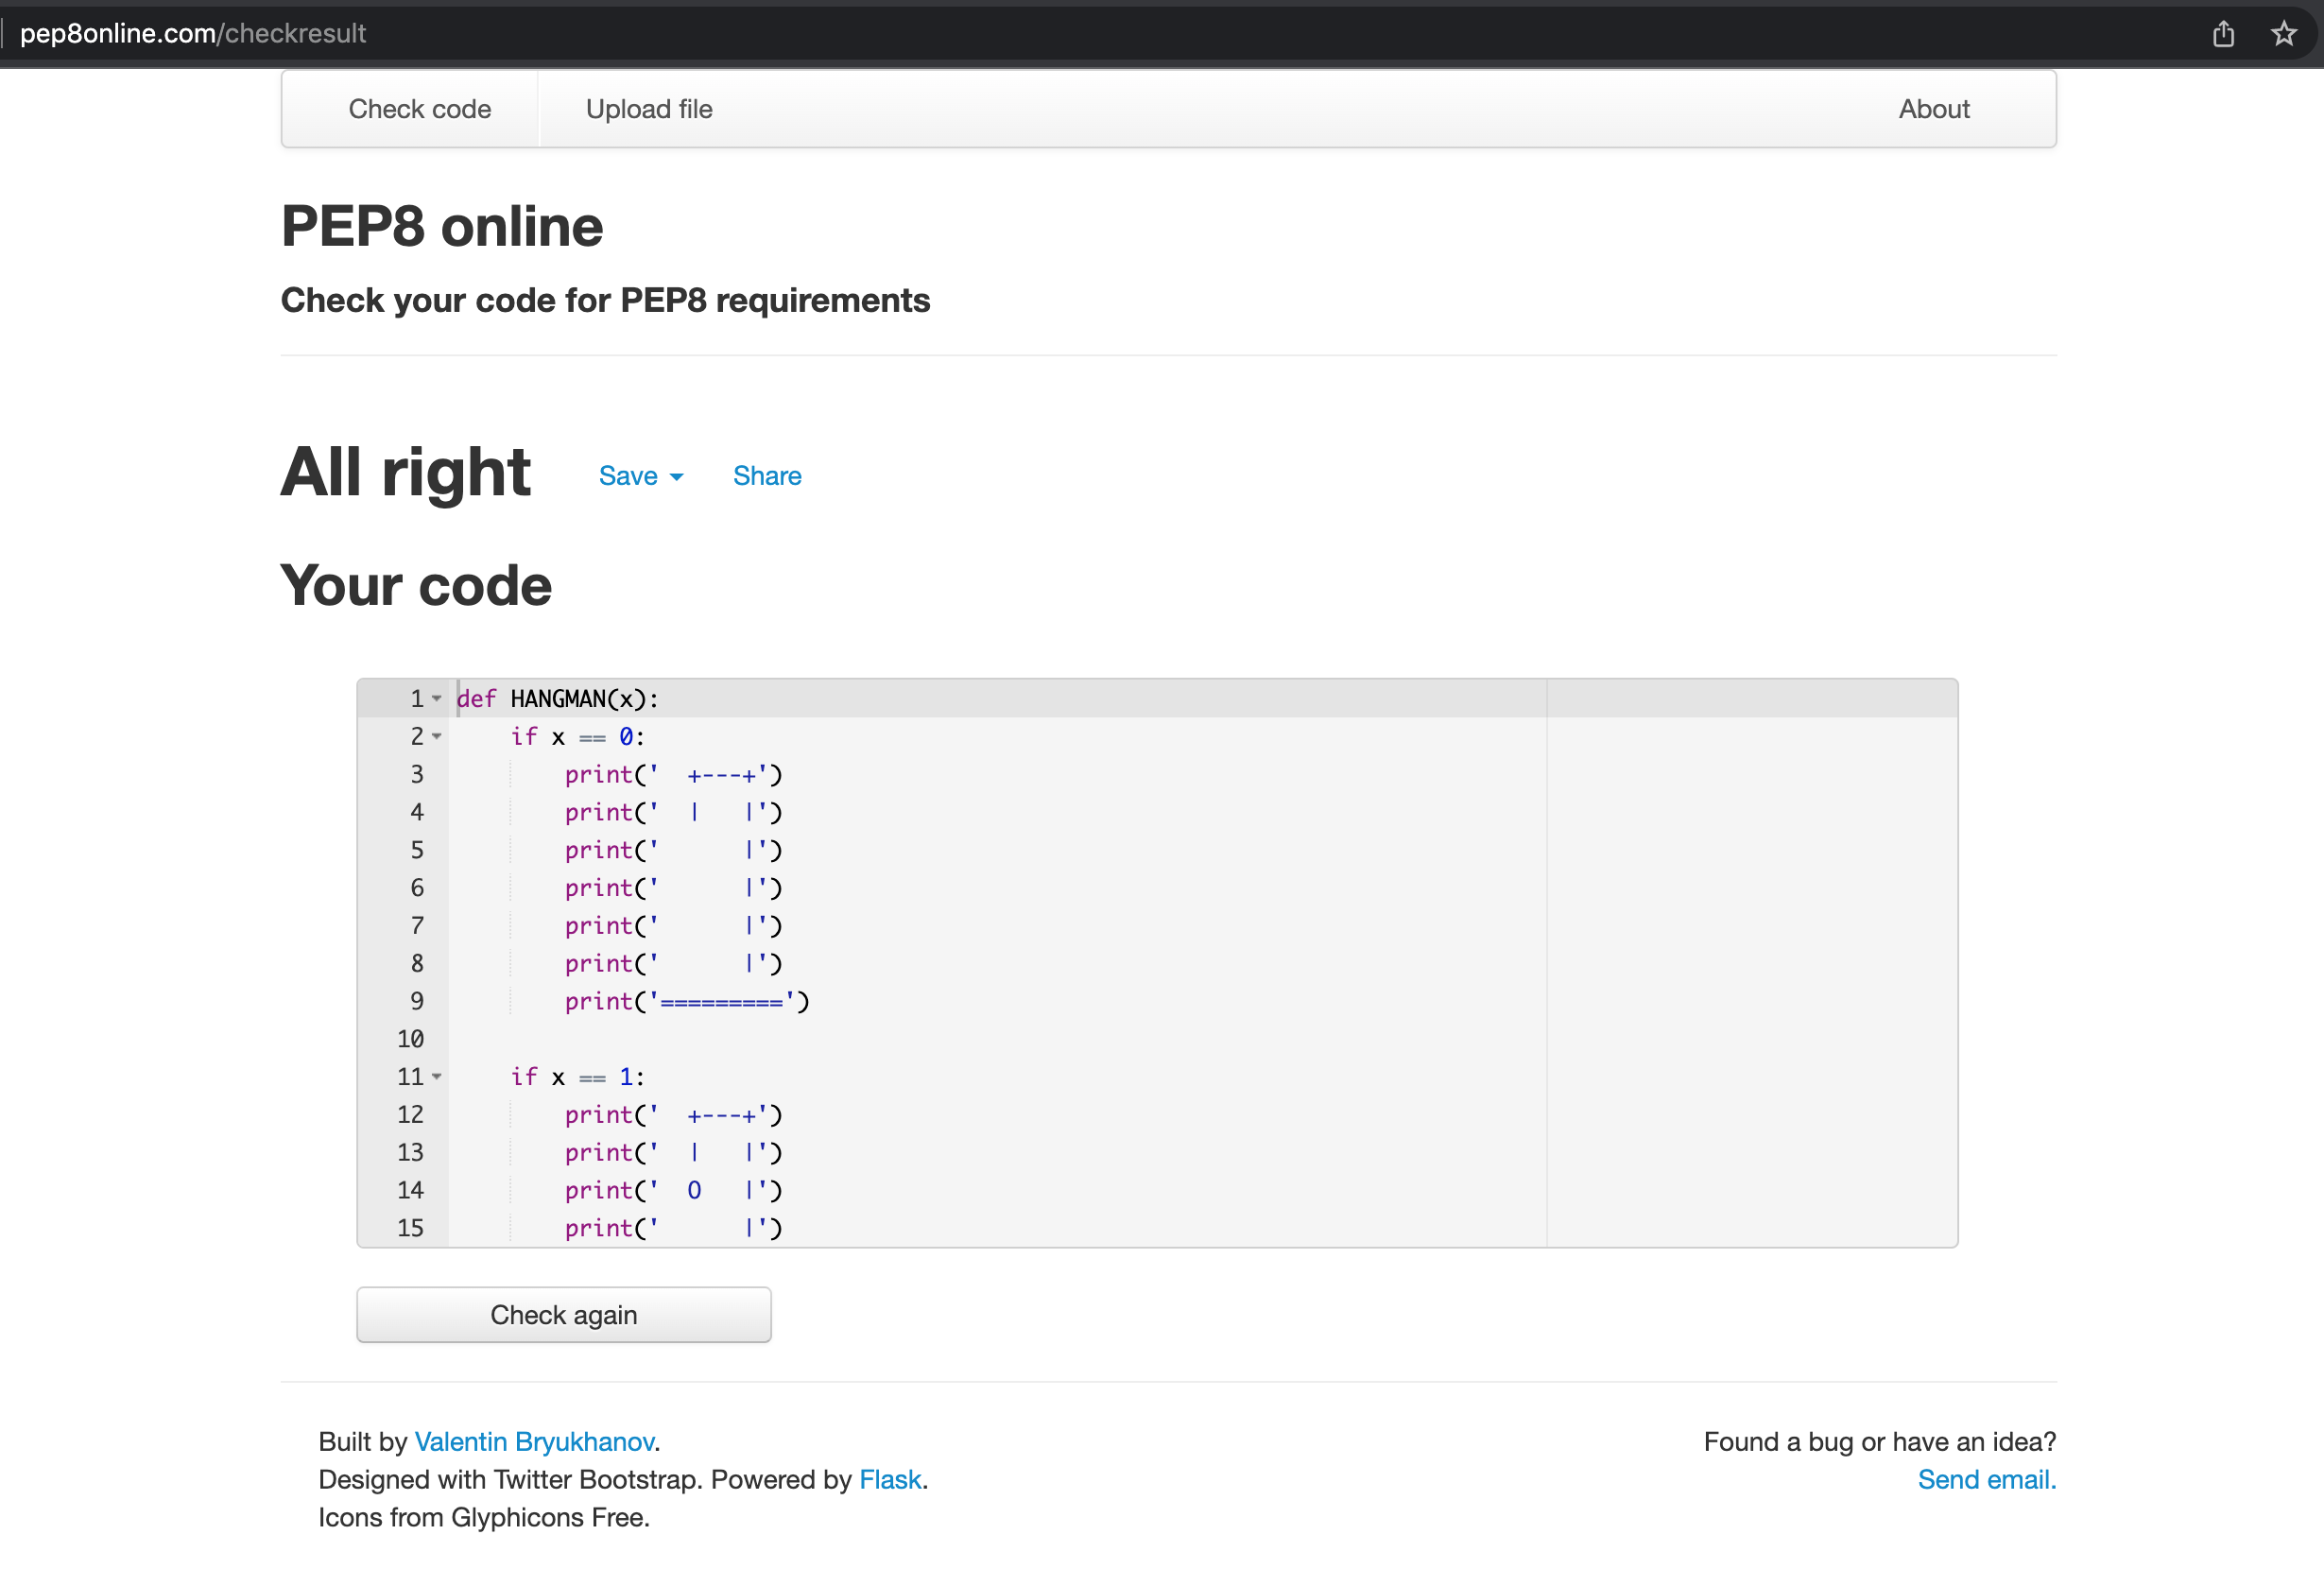 pep8online.com/checkresult
Check code Upload file About
PEP8 online
Check your code for PEP8 requirements
All right Save Share
Your code
1 def HANGMAN(x):
2     if x == 0:
3         print('  +---+')
4         print('  |   |')
5         print('      |')
6         print('      |')
7         print('      |')
8         print('      |')
9         print('=========')
10
11     if x == 1:
12         print('  +---+')
13         print('  |   |')
14         print('  O   |')
15         print('      |')
Check again
Built by Valentin Bryukhanov. Found a bug or have an idea?
Designed with Twitter Bootstrap. Powered by Flask. Send email.
Icons from Glyphicons Free.